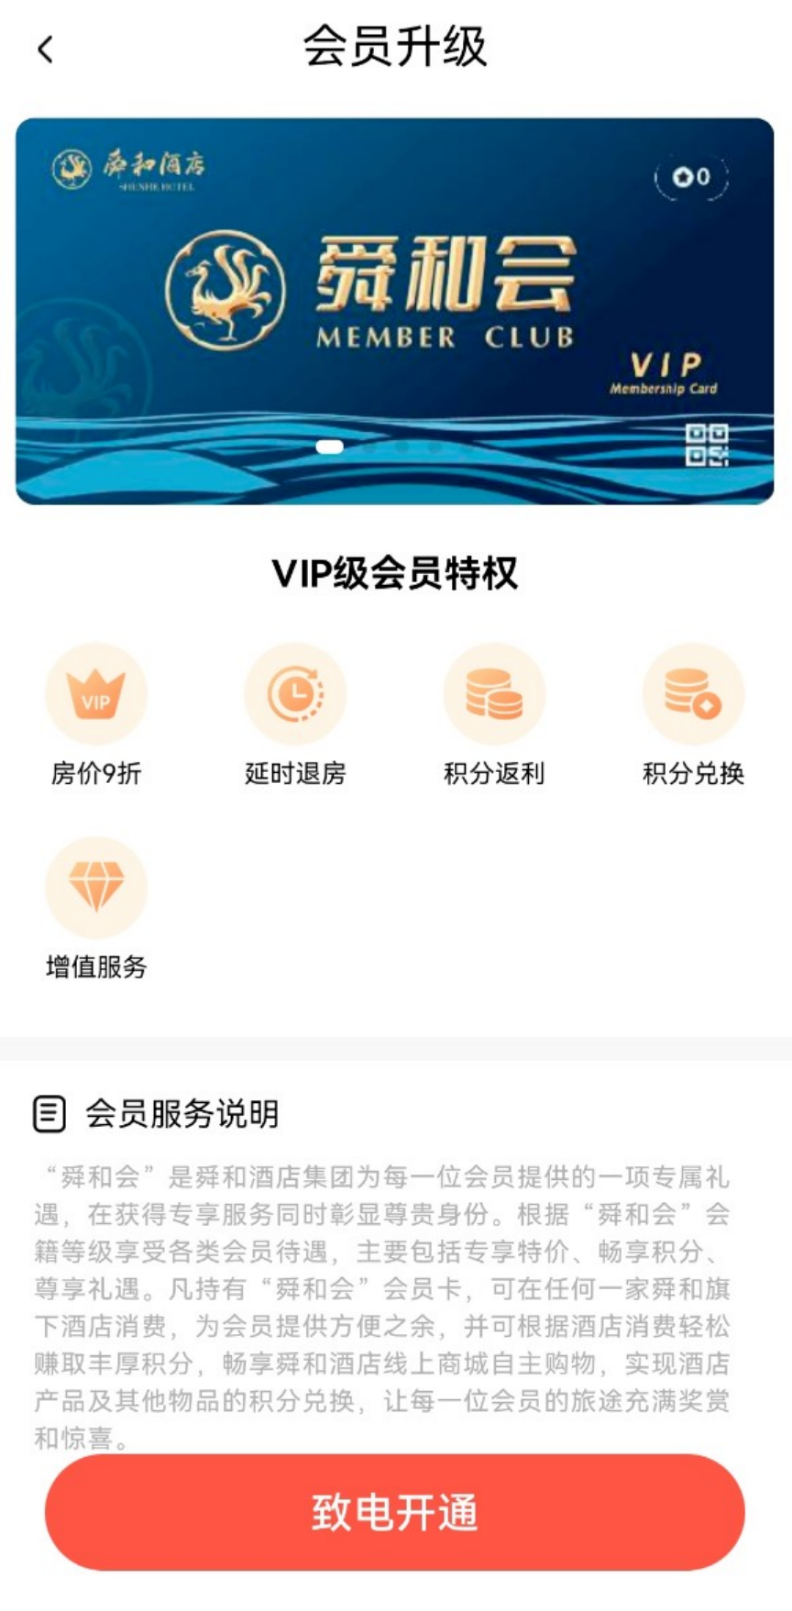 会员升级
舜和酒店
SHUNHE HOTEL
0
舜和会
MEMBER CLUB
VIP
Membership Card
VIP级会员特权
VIP
房价9折
延时退房
积分返利
积分兑换
增值服务
会员服务说明
“舜和会”是舜和酒店集团为每一位会员提供的一项专属礼
遇，在获得专享服务同时彰显尊贵身份。根据“舜和会”会
籍等级享受各类会员待遇，主要包括专享特价、畅享积分、
尊享礼遇。凡持有“舜和会”会员卡，可在任何一家舜和旗
下酒店消费，为会员提供方便之余，并可根据酒店消费轻松
赚取丰厚积分，畅享舜和酒店线上商城自主购物，实现酒店
产品及其他物品的积分兑换，让每一位会员的旅途充满奖赏
和惊喜。
致电开通